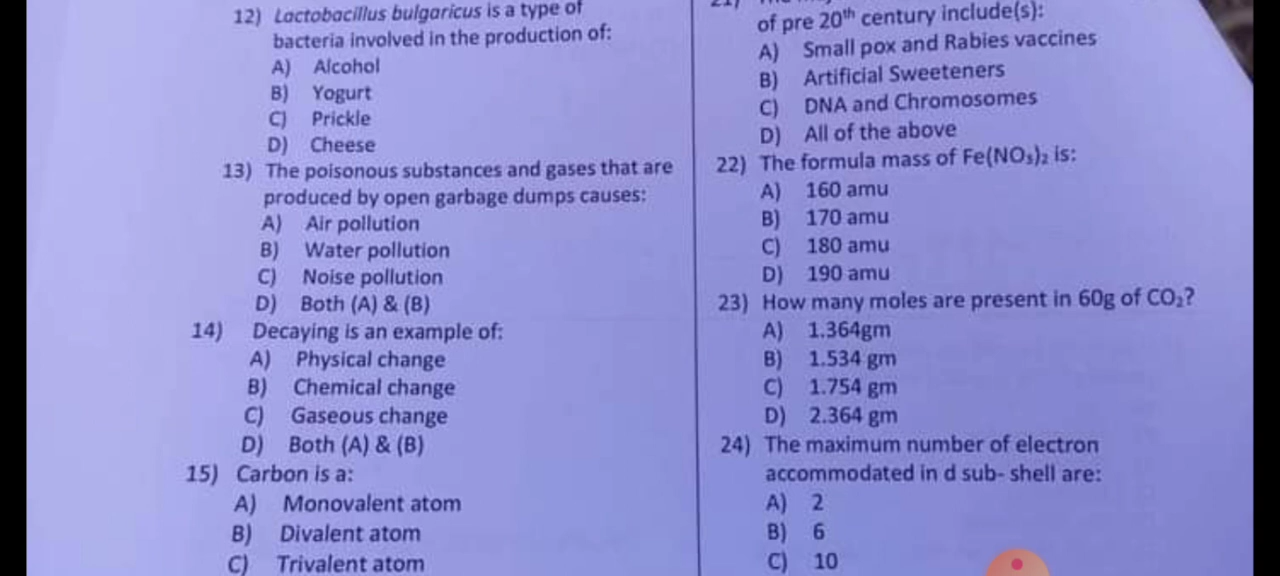 12) Lactobacillus bulgaricus is a type of
bacteria involved in the production of:
A) Alcohol
B) Yogurt
C) Prickle
D) Cheese
13) The poisonous substances and gases that are
produced by open garbage dumps causes:
A) Air pollution
B) Water pollution
C) Noise pollution
D) Both (A) & (B)
14) Decaying is an example of:
A) Physical change
B) Chemical change
C) Gaseous change
D) Both (A) & (B)
15) Carbon is a:
A) Monovalent atom
B) Divalent atom
C) Trivalent atom
of pre 20th century include(s):
A) Small pox and Rabies vaccines
B) Artificial Sweeteners
C) DNA and Chromosomes
D) All of the above
22) The formula mass of Fe(NO₃)₂ is:
A) 160 amu
B) 170 amu
C) 180 amu
D) 190 amu
23) How many moles are present in 60g of CO₂?
A) 1.364gm
B) 1.534 gm
C) 1.754 gm
D) 2.364 gm
24) The maximum number of electron
accommodated in d sub- shell are:
A) 2
B) 6
C) 10